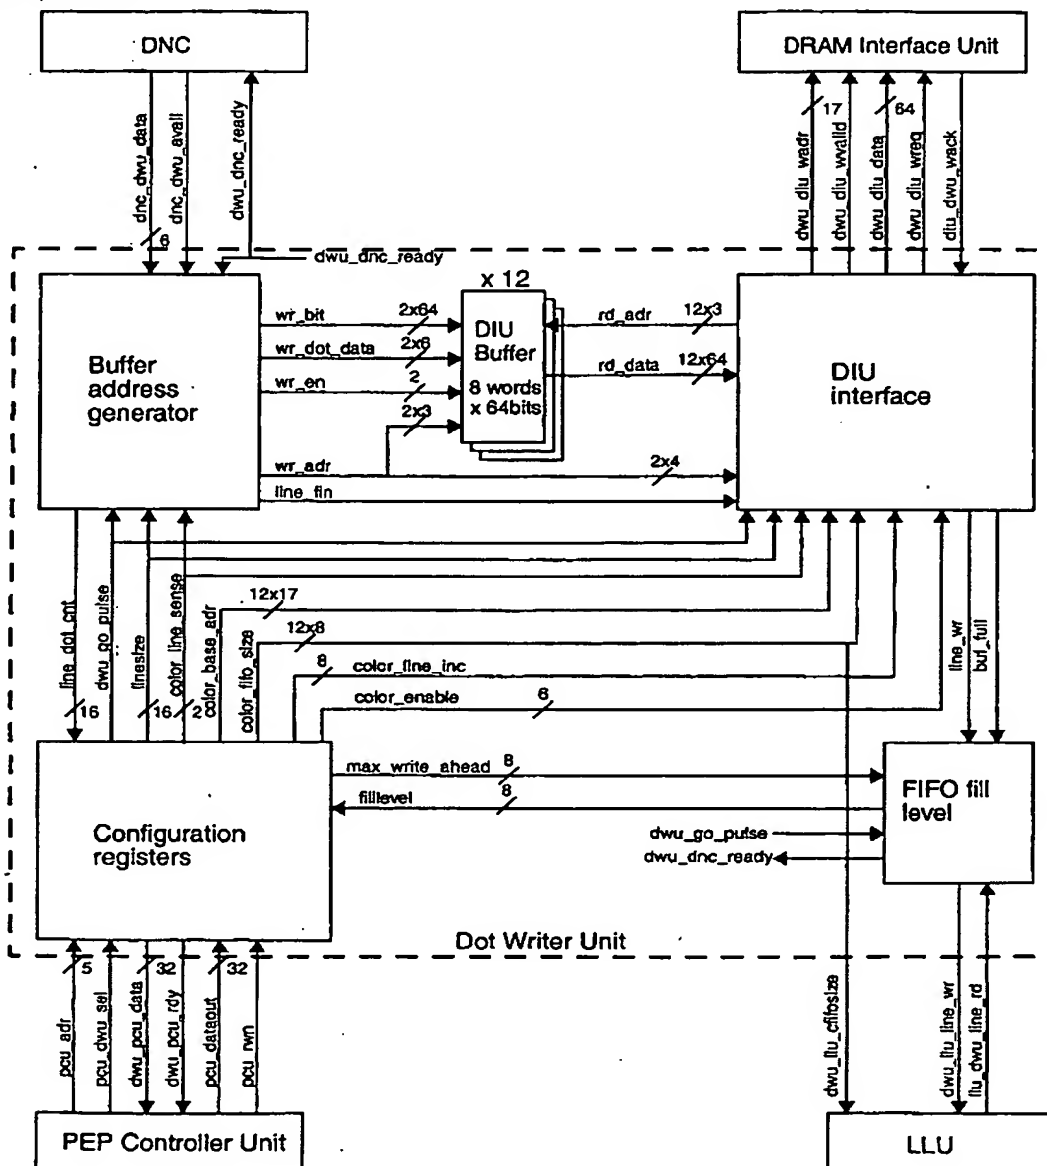 DNC
DRAM Interface Unit
dnc_dwu_data
6
dnc_dwu_avail
dwu_dnc_ready
dwu_diu_wadr
17
dwu_diu_wvalid
dwu_diu_data
64
dwu_diu_wreq
diu_dwu_wack
dwu_dnc_ready
x 12
Buffer
address
generator
wr_bit
2x64
wr_dot_data
2x6
wr_en
2
2x3
wr_adr
2x4
line_fin
DIU
Buffer
8 words
x 64bits
rd_adr
12x3
rd_data
12x64
DIU
interface
line_dot_cnt
16
dwu_go_pulse
linesize
16
color_line_sense
2
color_base_adr
12x17
color_fifo_size
12x8
8
color_line_inc
color_enable
6
line_wr
buf_full
Configuration
registers
max_write_ahead
8
filllevel
8
FIFO fill
level
dwu_go_pulse
dwu_dnc_ready
Dot Writer Unit
pcu_adr
5
pcu_dwu_sel
dwu_pcu_data
32
dwu_pcu_rdy
pcu_dataout
32
pcu_rwn
dwu_llu_cfifosize
dwu_llu_line_wr
llu_dwu_line_rd
PEP Controller Unit
LLU